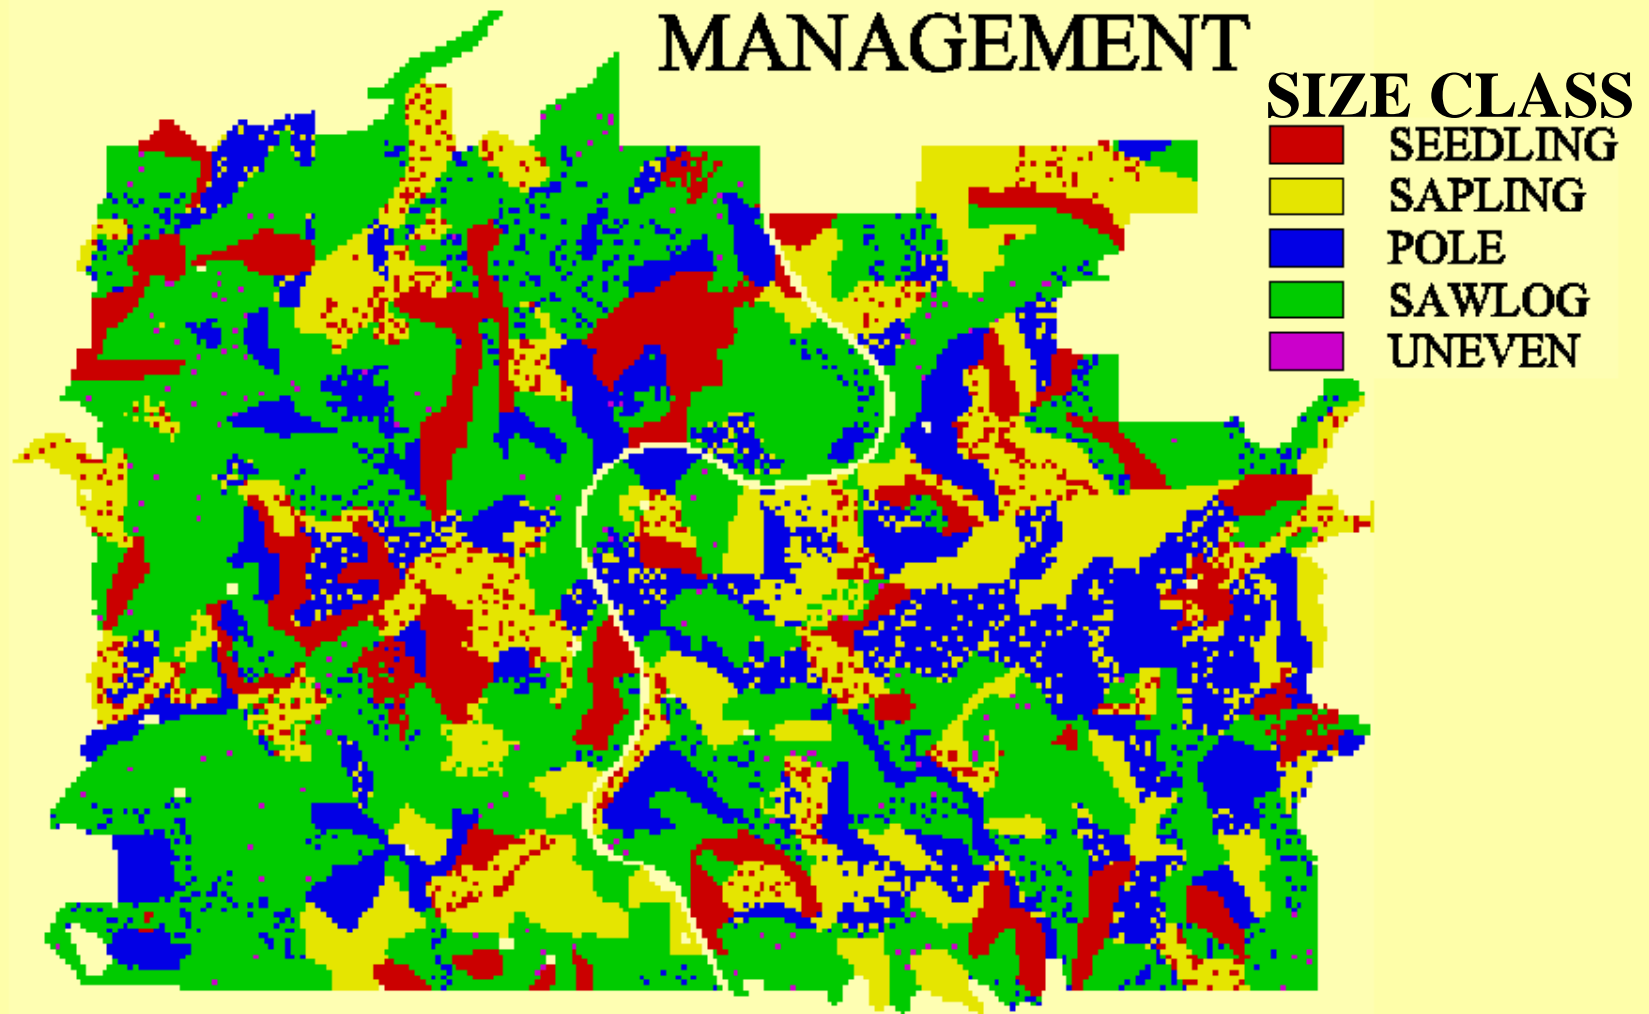 MANAGEMENT
SIZE CLASS
SEEDLING
SAPLING
POLE
SAWLOG
UNEVEN